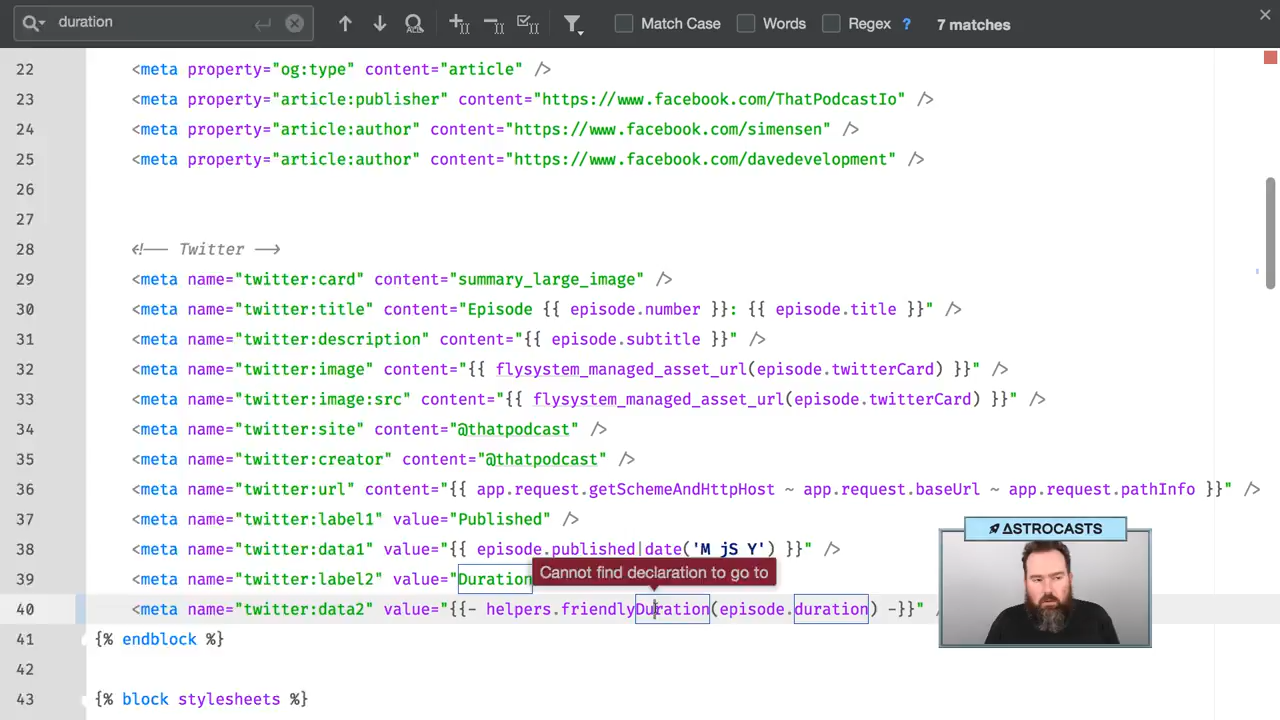 duration
ALL
II II II
Match Case Words Regex ? 7 matches
22 <meta property="og:type" content="article" />
23 <meta property="article:publisher" content="https://www.facebook.com/ThatPodcastIo" />
24 <meta property="article:author" content="https://www.facebook.com/simensen" />
25 <meta property="article:author" content="https://www.facebook.com/davedevelopment" />
26
27
28 <!-- Twitter -->
29 <meta name="twitter:card" content="summary_large_image" />
30 <meta name="twitter:title" content="Episode {{ episode.number }}: {{ episode.title }}" />
31 <meta name="twitter:description" content="{{ episode.subtitle }}" />
32 <meta name="twitter:image" content="{{ flysystem_managed_asset_url(episode.twitterCard) }}" />
33 <meta name="twitter:image:src" content="{{ flysystem_managed_asset_url(episode.twitterCard) }}" />
34 <meta name="twitter:site" content="@thatpodcast" />
35 <meta name="twitter:creator" content="@thatpodcast" />
36 <meta name="twitter:url" content="{{ app.request.getSchemeAndHttpHost ~ app.request.baseUrl ~ app.request.pathInfo }}" />
37 <meta name="twitter:label1" value="Published" />
38 <meta name="twitter:data1" value="{{ episode.published|date('M jS Y') }}" />
39 <meta name="twitter:label2" value="Duration
Cannot find declaration to go to
40 <meta name="twitter:data2" value="{{- helpers.friendlyDuration(episode.duration) -}}" /
41 {% endblock %}
42
43 {% block stylesheets %}
ASTROCASTS